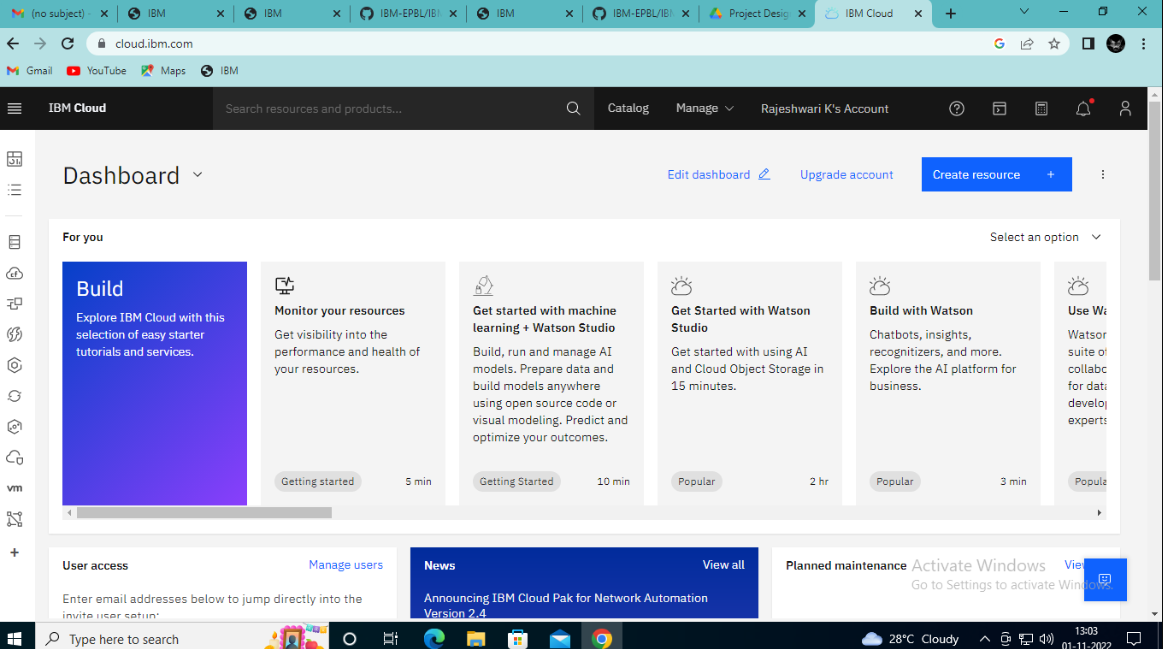 (no subject) -
IBM
IBM
IBM-EPBL/IBM
IBM
IBM-EPBL/IBM
Project Design
IBM Cloud
cloud.ibm.com
Gmail
YouTube
Maps
IBM
IBM Cloud
Search resources and products...
Catalog
Manage
Rajeshwari K's Account
Dashboard
Edit dashboard
Upgrade account
Create resource +
For you
Select an option
Build
Explore IBM Cloud with this
selection of easy starter
tutorials and services.
Monitor your resources
Get visibility into the
performance and health of
your resources.
Getting started
5 min
Get started with machine
learning + Watson Studio
Build, run and manage AI
models. Prepare data and
build models anywhere
using open source code or
visual modeling. Predict and
optimize your outcomes.
Getting Started
10 min
Get Started with Watson
Studio
Get started with using AI
and Cloud Object Storage in
15 minutes.
Popular
2 hr
Build with Watson
Chatbots, insights,
recognizers, and more.
Explore the AI platform for
business.
Popular
3 min
Use Wa
Watson
suite of
collabo
for data
develop
experts
Popula
vm
User access
Manage users
Enter email addresses below to jump directly into the
invite user setup:
News
View all
Announcing IBM Cloud Pak for Network Automation
Version 2.4
Planned maintenance
View
Activate Windows
Go to Settings to activate Windows.
Type here to search
28°C Cloudy
13:03
01-11-2022